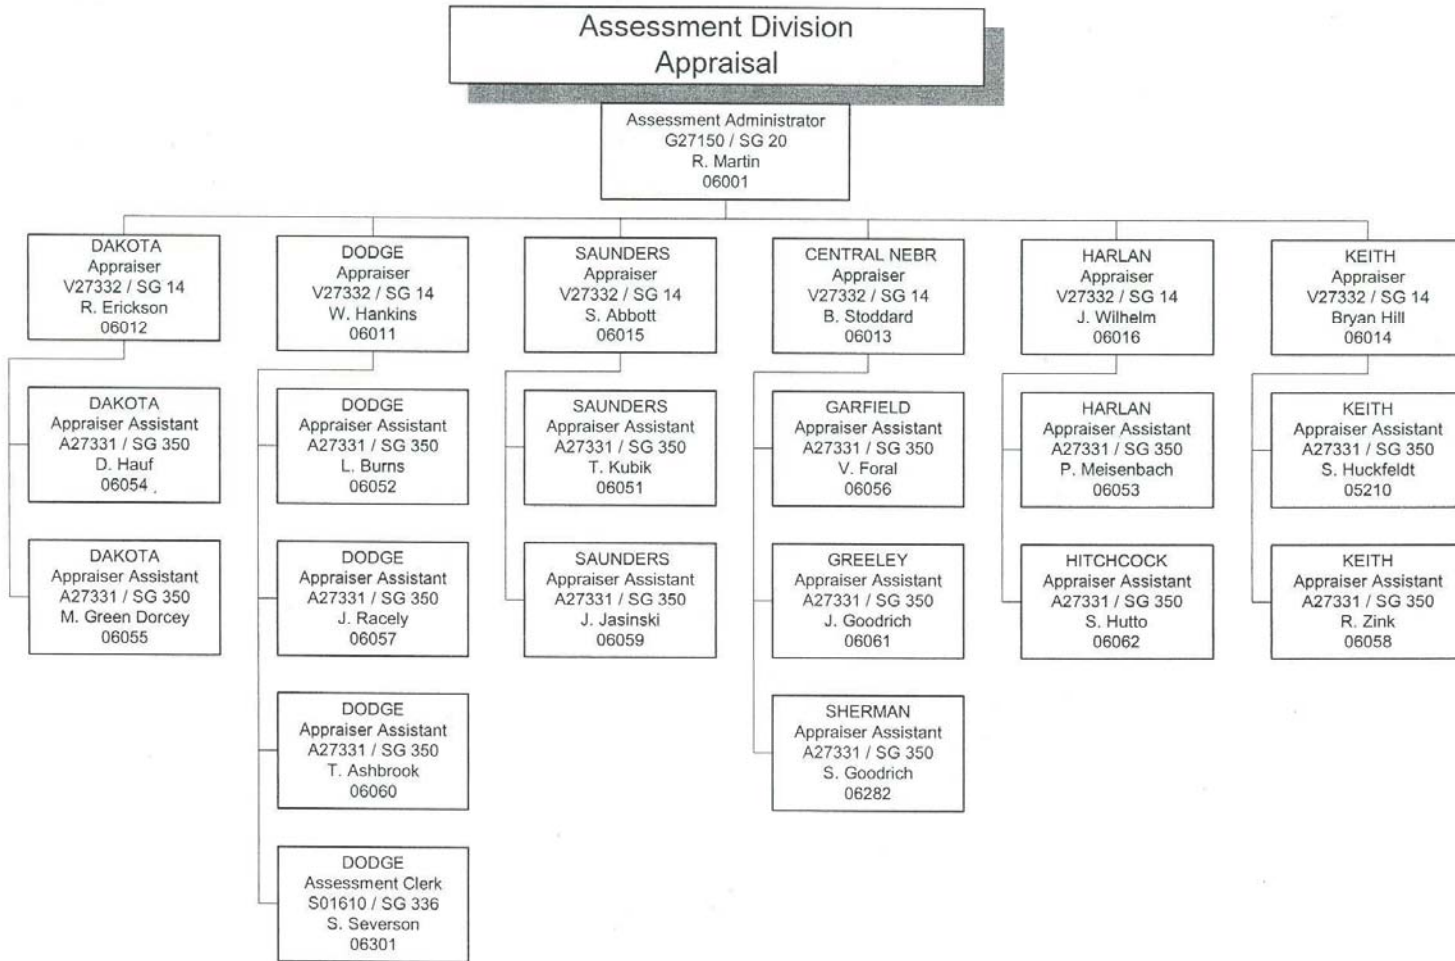 Assessment Division
Appraisal
Assessment Administrator
G27150 / SG 20
R. Martin
06001
DAKOTA
Appraiser
V27332 / SG 14
R. Erickson
06012
DAKOTA
Appraiser Assistant
A27331 / SG 350
D. Hauf
06054
DAKOTA
Appraiser Assistant
A27331 / SG 350
M. Green Dorcey
06055
DODGE
Appraiser
V27332 / SG 14
W. Hankins
06011
DODGE
Appraiser Assistant
A27331 / SG 350
L. Burns
06052
DODGE
Appraiser Assistant
A27331 / SG 350
J. Racely
06057
DODGE
Appraiser Assistant
A27331 / SG 350
T. Ashbrook
06060
DODGE
Assessment Clerk
S01610 / SG 336
S. Severson
06301
SAUNDERS
Appraiser
V27332 / SG 14
S. Abbott
06015
SAUNDERS
Appraiser Assistant
A27331 / SG 350
T. Kubik
06051
SAUNDERS
Appraiser Assistant
A27331 / SG 350
J. Jasinski
06059
CENTRAL NEBR
Appraiser
V27332 / SG 14
B. Stoddard
06013
GARFIELD
Appraiser Assistant
A27331 / SG 350
V. Foral
06056
GREELEY
Appraiser Assistant
A27331 / SG 350
J. Goodrich
06061
SHERMAN
Appraiser Assistant
A27331 / SG 350
S. Goodrich
06282
HARLAN
Appraiser
V27332 / SG 14
J. Wilhelm
06016
HARLAN
Appraiser Assistant
A27331 / SG 350
P. Meisenbach
06053
HITCHCOCK
Appraiser Assistant
A27331 / SG 350
S. Hutto
06062
KEITH
Appraiser
V27332 / SG 14
Bryan Hill
06014
KEITH
Appraiser Assistant
A27331 / SG 350
S. Huckfeldt
05210
KEITH
Appraiser Assistant
A27331 / SG 350
R. Zink
06058